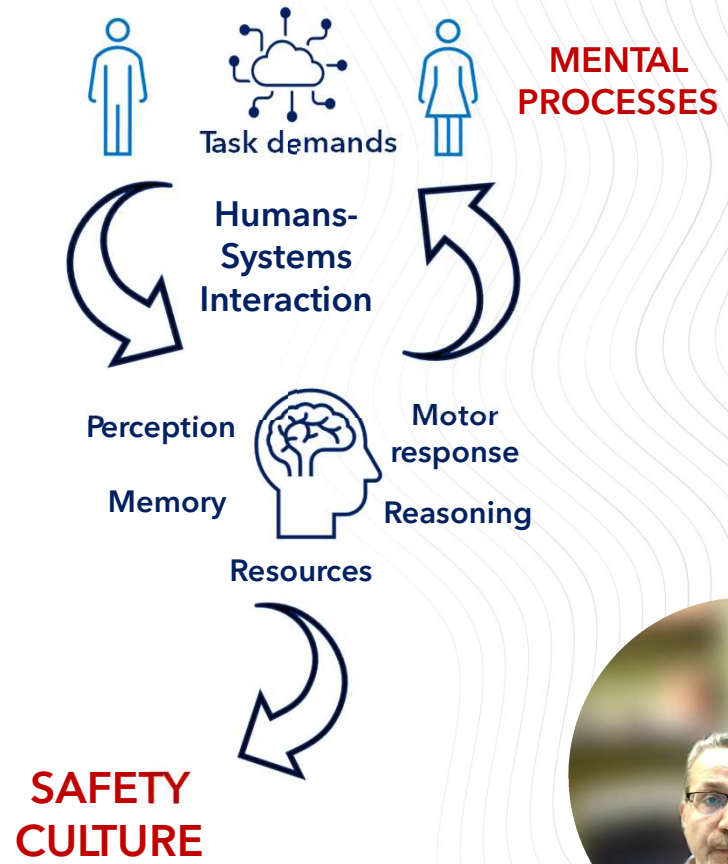 MENTAL
PROCESSES
Task demands
Humans-
Systems
Interaction
Perception
Motor
response
Memory
Reasoning
Resources
SAFETY
CULTURE